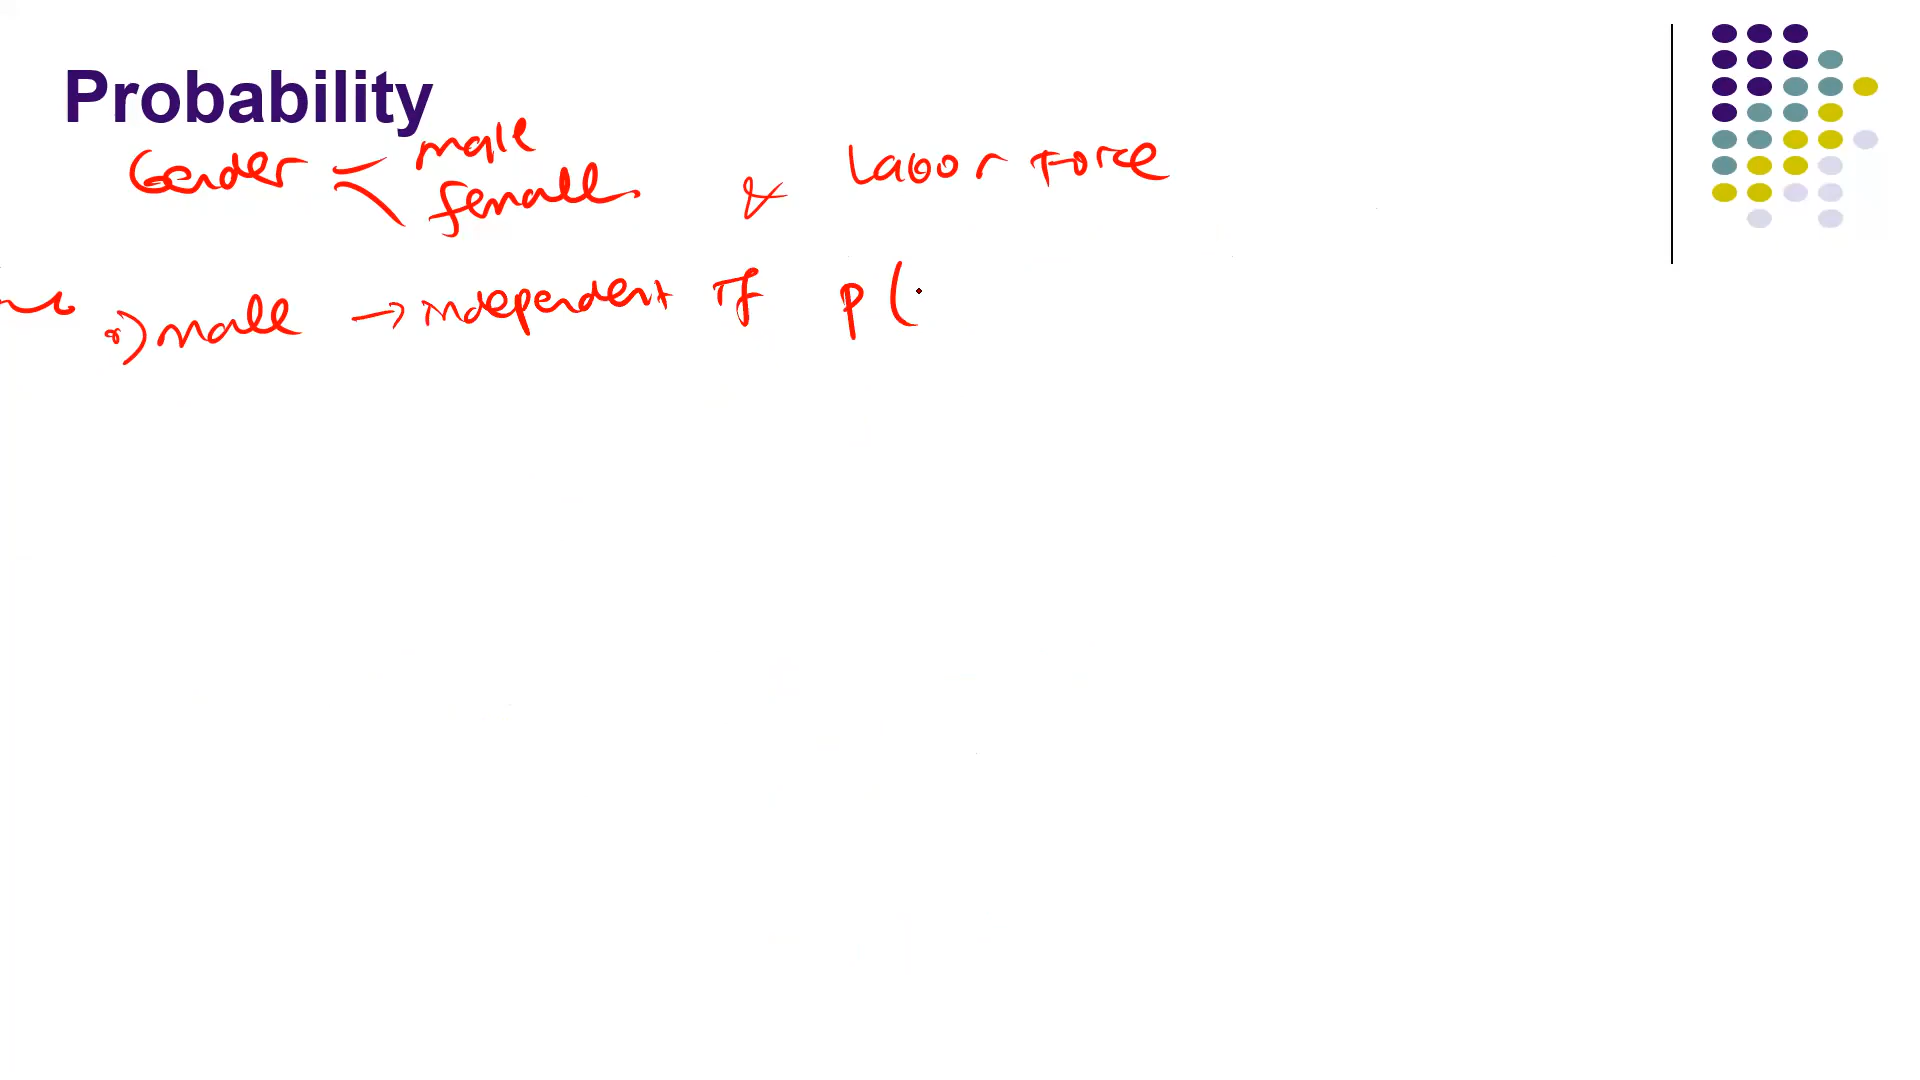 Probability
Gender male
female & Labor Force
i) male → independent if P(